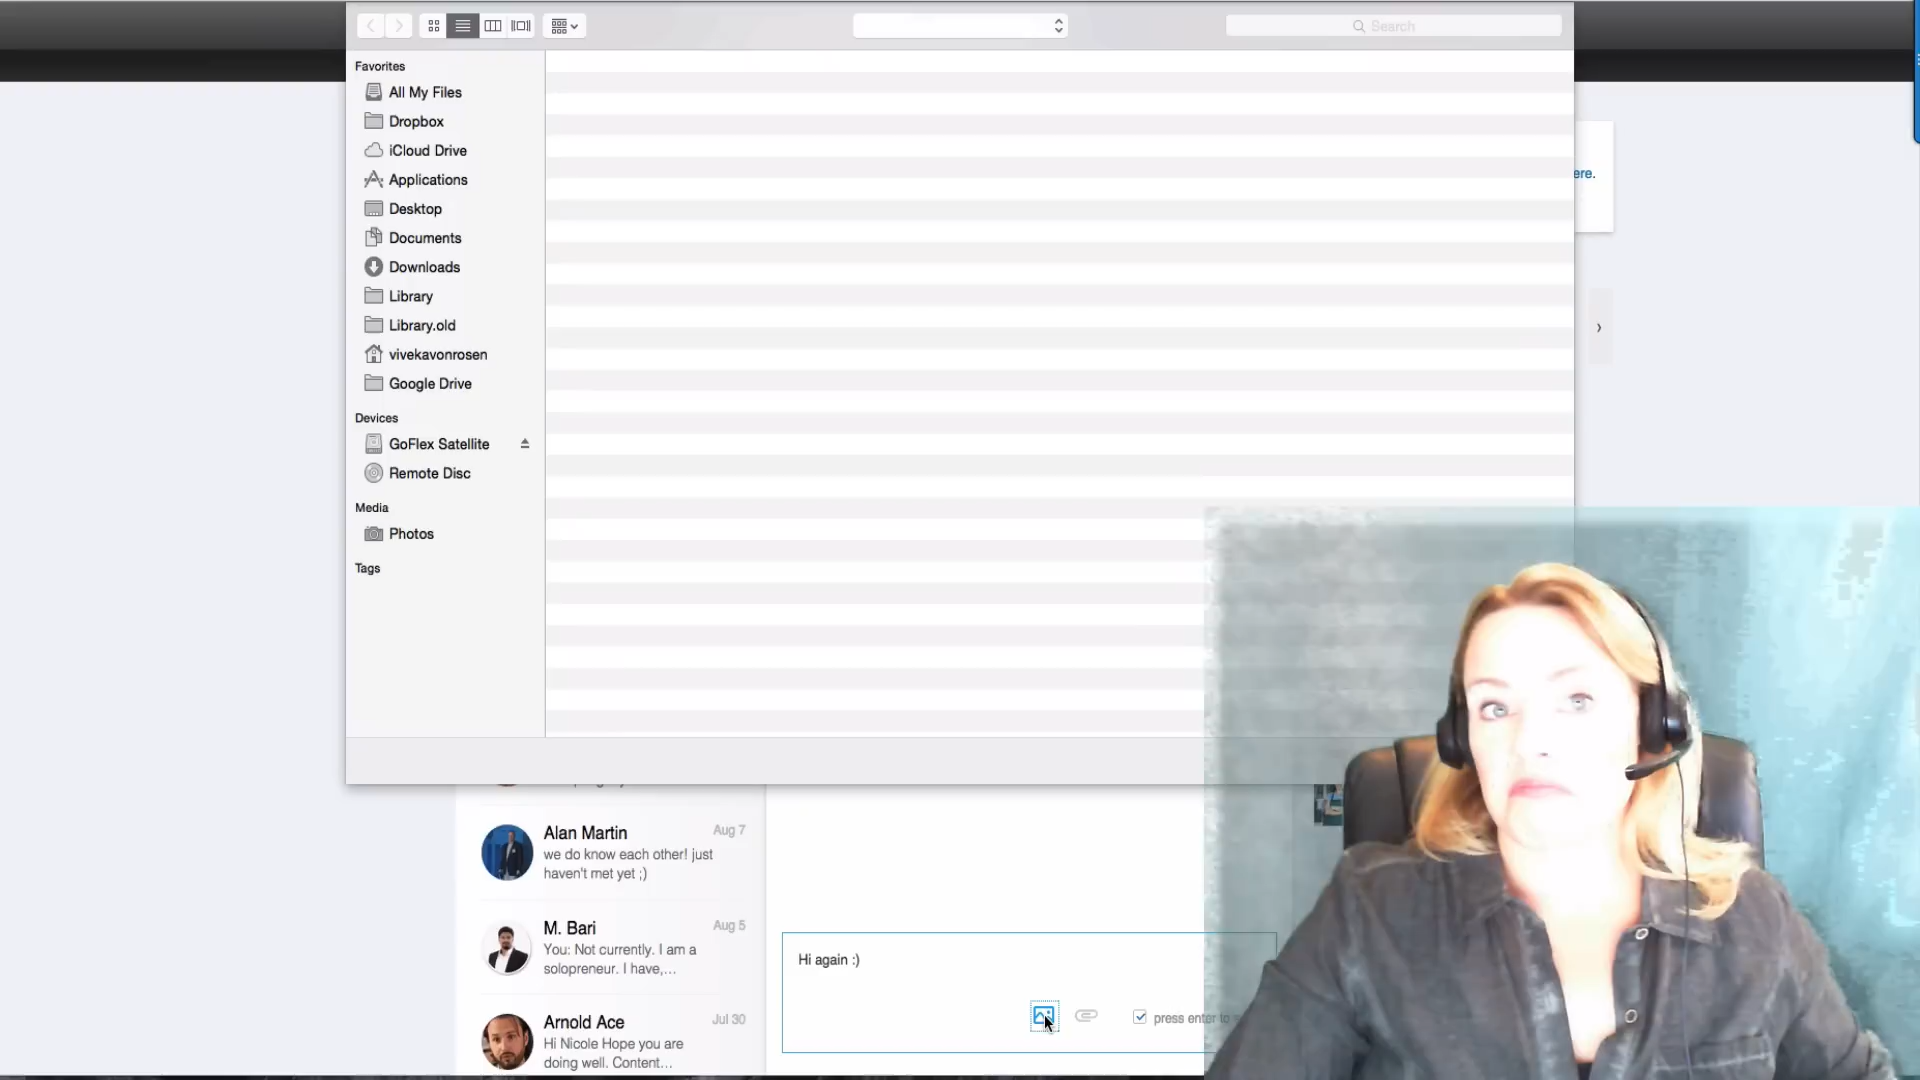 Search
Favorites
All My Files
Dropbox
iCloud Drive
Applications
Desktop
Documents
Downloads
Library
Library.old
vivekavonrosen
Google Drive
Devices
GoFlex Satellite
Remote Disc
Media
Photos
Tags
ere.
Alan Martin
Aug 7
we do know each other! just
haven't met yet ;)
M. Bari
Aug 5
You: Not currently. I am a
solopreneur. I have,...
Arnold Ace
Jul 30
Hi Nicole Hope you are
doing well. Content...
Hi again :)
press enter to